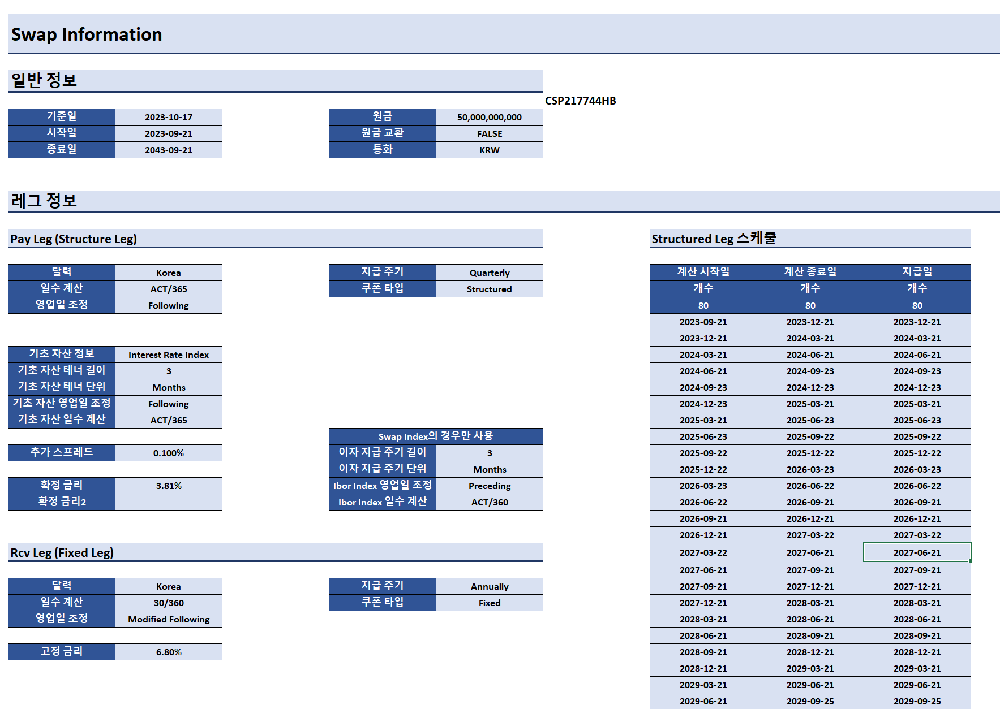 Swap Information
일반 정보
CSP217744HB
기준일 2023-10-17 원금 50,000,000,000
시작일 2023-09-21 원금 교환 FALSE
종료일 2043-09-21 통화 KRW
레그 정보
Pay Leg (Structure Leg)
달력 Korea 지급 주기 Quarterly
일수 계산 ACT/365 쿠폰 타입 Structured
영업일 조정 Following
기초 자산 정보 Interest Rate Index
기초 자산 테너 길이 3
기초 자산 테너 단위 Months
기초 자산 영업일 조정 Following
기초 자산 일수 계산 ACT/365
Swap Index의 경우만 사용
추가 스프레드 0.100% 이자 지급 주기 길이 3
이자 지급 주기 단위 Months
확정 금리 3.81% Ibor Index 영업일 조정 Preceding
확정 금리2 Ibor Index 일수 계산 ACT/360
Rcv Leg (Fixed Leg)
달력 Korea 지급 주기 Annually
일수 계산 30/360 쿠폰 타입 Fixed
영업일 조정 Modified Following
고정 금리 6.80%
Structured Leg 스케줄
계산 시작일 계산 종료일 지급일
개수 개수 개수
80 80 80
2023-09-21 2023-12-21 2023-12-21
2023-12-21 2024-03-21 2024-03-21
2024-03-21 2024-06-21 2024-06-21
2024-06-21 2024-09-23 2024-09-23
2024-09-23 2024-12-23 2024-12-23
2024-12-23 2025-03-21 2025-03-21
2025-03-21 2025-06-23 2025-06-23
2025-06-23 2025-09-22 2025-09-22
2025-09-22 2025-12-22 2025-12-22
2025-12-22 2026-03-23 2026-03-23
2026-03-23 2026-06-22 2026-06-22
2026-06-22 2026-09-21 2026-09-21
2026-09-21 2026-12-21 2026-12-21
2026-12-21 2027-03-22 2027-03-22
2027-03-22 2027-06-21 2027-06-21
2027-06-21 2027-09-21 2027-09-21
2027-09-21 2027-12-21 2027-12-21
2027-12-21 2028-03-21 2028-03-21
2028-03-21 2028-06-21 2028-06-21
2028-06-21 2028-09-21 2028-09-21
2028-09-21 2028-12-21 2028-12-21
2028-12-21 2029-03-21 2029-03-21
2029-03-21 2029-06-21 2029-06-21
2029-06-21 2029-09-25 2029-09-25